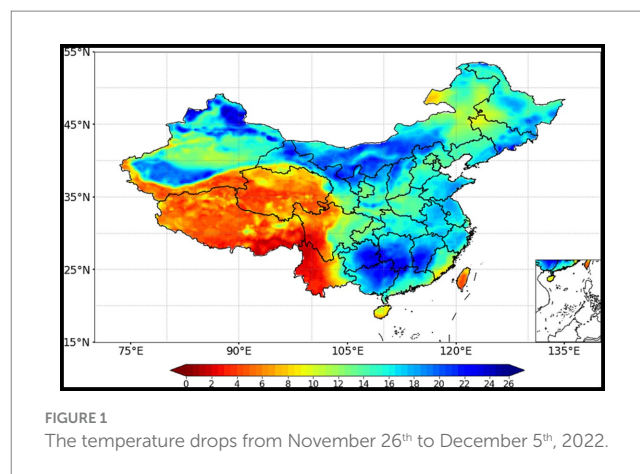 55°N
45°N
35°N
25°N
15°N
75°E 90°E 105°E 120°E 135°E
0 2 4 6 8 10 12 14 16 18 20 22 24 26
FIGURE 1
The temperature drops from November 26th to December 5th, 2022.